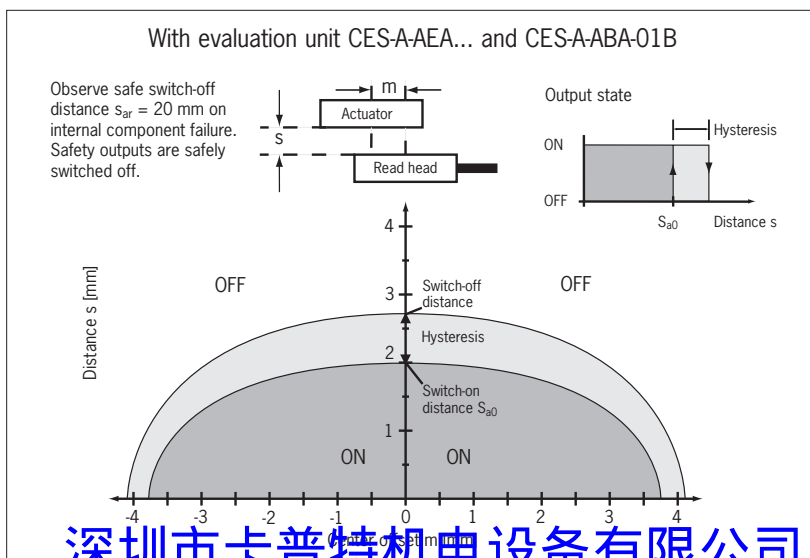 With evaluation unit CES-A-AEA... and CES-A-ABA-01B
Observe safe switch-off
distance sar = 20 mm on
internal component failure.
Safety outputs are safely
switched off.
m
Actuator
s
Read head
Output state
Hysteresis
ON
OFF
Sa0
Distance s
Distance s [mm]
4
3
2
1
OFF
OFF
Switch-off
distance
Hysteresis
Switch-on
distance Sa0
ON
ON
-4
-3
-2
-1
0
1
2
3
4
Center offset m [mm]
深圳市卡普特机电设备有限公司